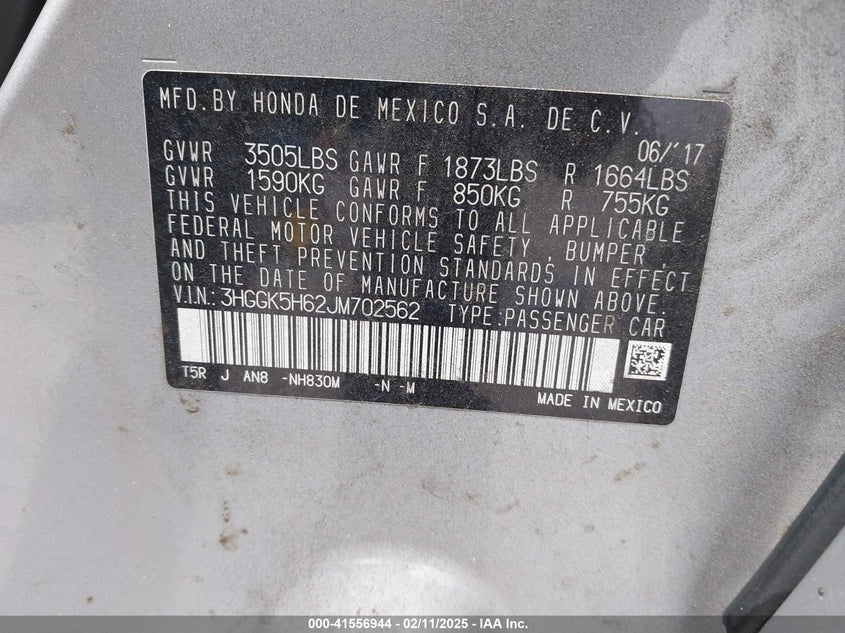 MFD.BY HONDA DE MEXICO S.A. DE C.V.
06/'17
GVWR 3505LBS GAWR F 1873LBS R 1664LBS
GVWR 1590KG GAWR F 850KG R 755KG
THIS VEHICLE CONFORMS TO ALL APPLICABLE
FEDERAL MOTOR VEHICLE SAFETY , BUMPER ,
AND THEFT PREVENTION STANDARDS IN EFFECT
ON THE DATE OF MANUFACTURE SHOWN ABOVE.
V.I.N.: 3HGGK5H62JM702562 TYPE:PASSENGER CAR
T5R J AN8 -NH830M -N -M
MADE IN MEXICO
000-41556944 - 02/11/2025 - IAA Inc.